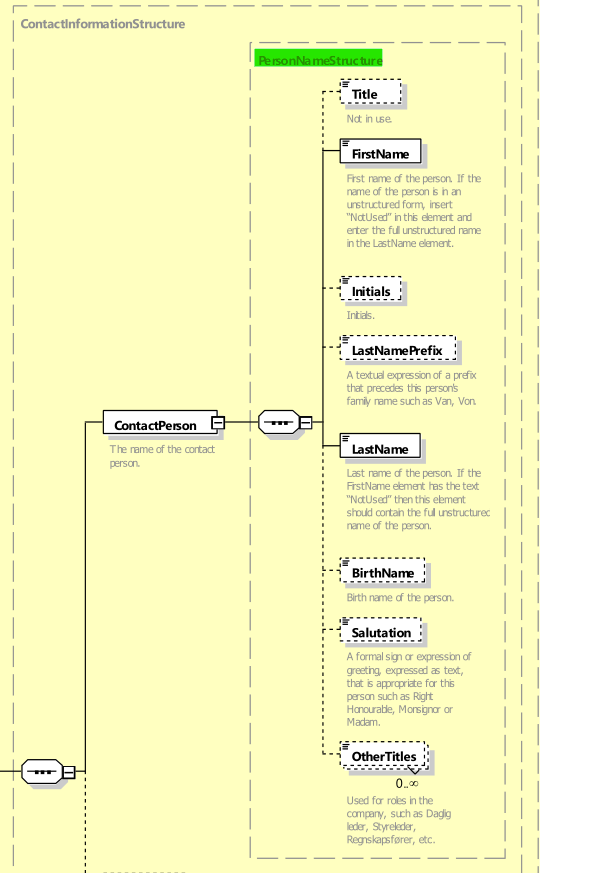 ContactInformationStructure
PersonNameStructure
Title
Not in use.
FirstName
First name of the person. If the
name of the person is in an
unstructured form, insert
"NotUsed" in this element and
enter the full unstructured name
in the LastName element.
Initials
Initials.
LastNamePrefix
A textual expression of a prefix
that precedes this person's
family name such as Van, Von.
ContactPerson
The name of the contact
person.
LastName
Last name of the person. If the
FirstName element has the text
"NotUsed" then this element
should contain the full unstructured
name of the person.
BirthName
Birth name of the person.
Salutation
A formal sign or expression of
greeting, expressed as text,
that is appropriate for this
person such as Right
Honourable, Monsignor or
Madam.
OtherTitles
0..∞
Used for roles in the
company, such as Daglig
leder, Styreleder,
Regnskapsfører, etc.